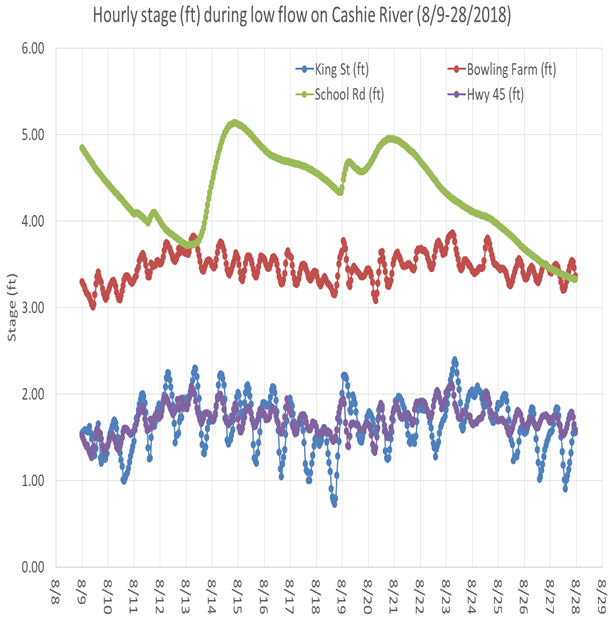 Hourly stage (ft) during low flow on Cashie River (8/9-28/2018)
6.00
King St (ft) Bowling Farm (ft)
School Rd (ft) Hwy 45 (ft)
5.00
4.00
3.00
2.00
1.00
0.00
Stage (ft)
8/8 8/9 8/10 8/11 8/12 8/13 8/14 8/15 8/16 8/17 8/18 8/19 8/20 8/21 8/22 8/23 8/24 8/25 8/26 8/27 8/28 8/29